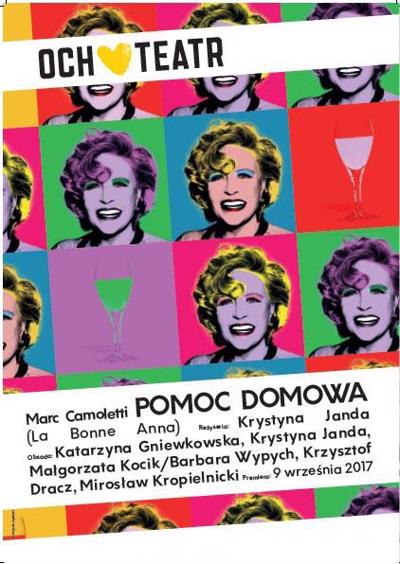 OCH TEATR
Marc Camoletti POMOC DOMOWA
(La Bonne Anna) Reżyseria: Krystyna Janda
Obsada: Katarzyna Gniewkowska, Krystyna Janda,
Małgorzata Kocik/Barbara Wypych, Krzysztof
Dracz, Mirosław Kropielnicki Premiera: 9 września 2017